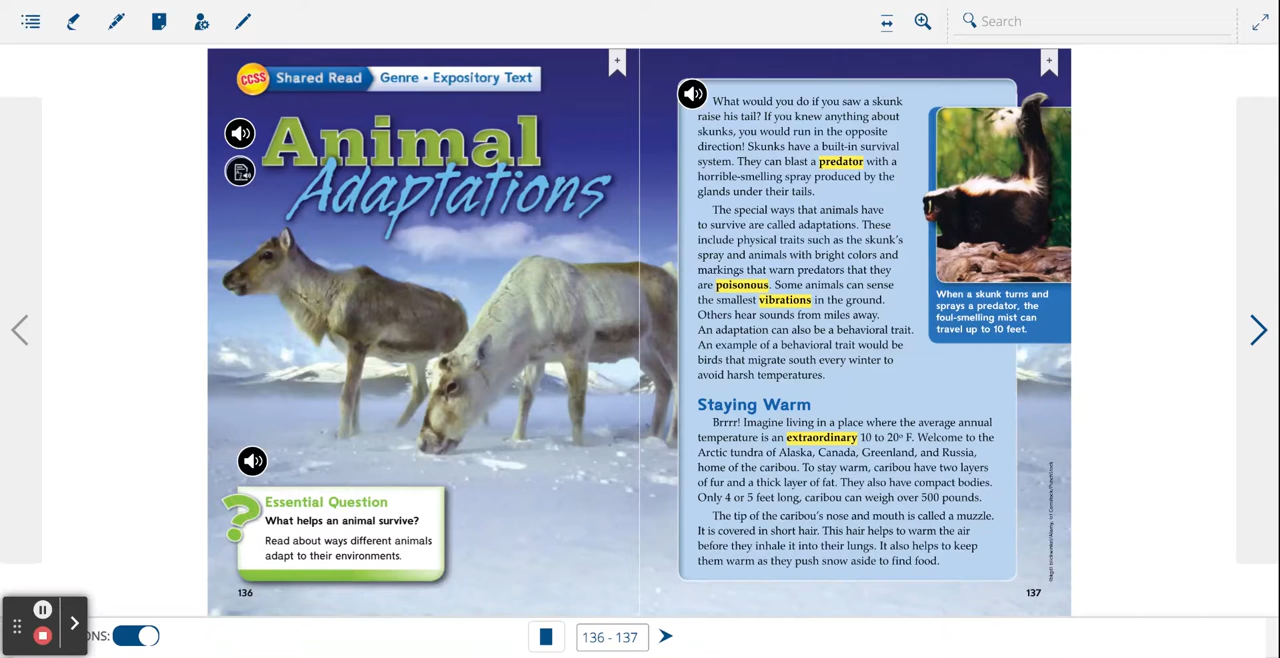 Search
CCSS Shared Read Genre • Expository Text
Animal
Adaptations
Essential Question
What helps an animal survive?
Read about ways different animals
adapt to their environments.
136
What would you do if you saw a skunk
raise his tail? If you knew anything about
skunks, you would run in the opposite
direction! Skunks have a built-in survival
system. They can blast a predator with a
horrible-smelling spray produced by the
glands under their tails.
The special ways that animals have
to survive are called adaptations. These
include physical traits such as the skunk's
spray and animals with bright colors and
markings that warn predators that they
are poisonous. Some animals can sense
the smallest vibrations in the ground.
Others hear sounds from miles away.
An adaptation can also be a behavioral trait.
An example of a behavioral trait would be
birds that migrate south every winter to
avoid harsh temperatures.
When a skunk turns and
sprays a predator, the
foul-smelling mist can
travel up to 10 feet.
Staying Warm
Brrrr! Imagine living in a place where the average annual
temperature is an extraordinary 10 to 20º F. Welcome to the
Arctic tundra of Alaska, Canada, Greenland, and Russia,
home of the caribou. To stay warm, caribou have two layers
of fur and a thick layer of fat. They also have compact bodies.
Only 4 or 5 feet long, caribou can weigh over 500 pounds.
The tip of the caribou's nose and mouth is called a muzzle.
It is covered in short hair. This hair helps to warm the air
before they inhale it into their lungs. It also helps to keep
them warm as they push snow aside to find food.
137
ONS:
136 - 137